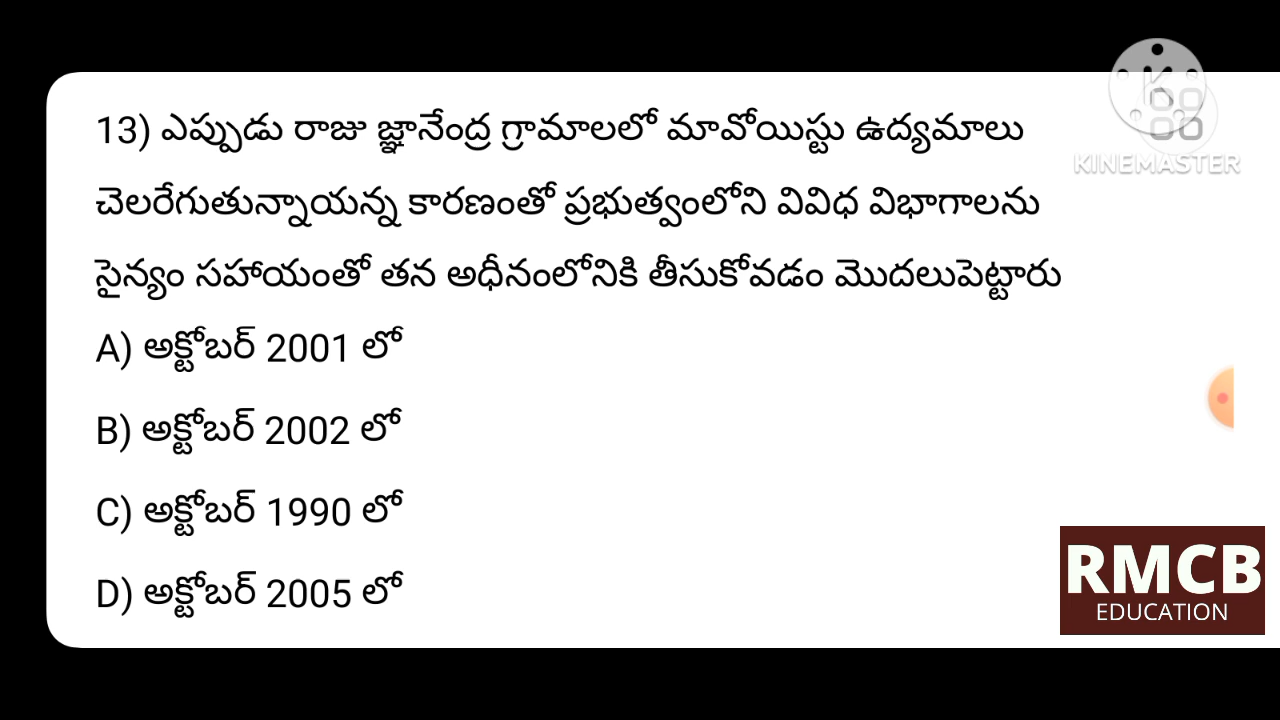 KINEMASTER
13) ఎప్పుడు రాజు జ్ఞానేంద్ర గ్రామాలలో మావోయిస్టు ఉద్యమాలు
చెలరేగుతున్నాయన్న కారణంతో ప్రభుత్వంలోని వివిధ విభాగాలను
సైన్యం సహాయంతో తన అధీనంలోనికి తీసుకోవడం మొదలుపెట్టారు
A) అక్టోబర్ 2001 లో
B) అక్టోబర్ 2002 లో
C) అక్టోబర్ 1990 లో
D) అక్టోబర్ 2005 లో
RMCB
EDUCATION